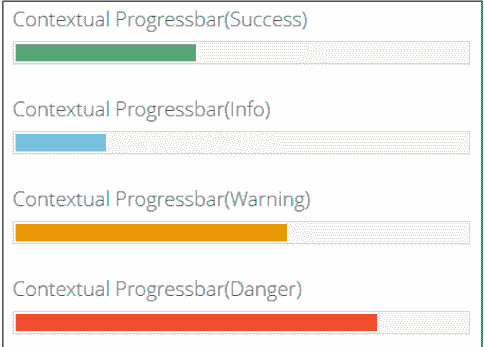 Contextual Progressbar(Success)
Contextual Progressbar(Info)
Contextual Progressbar(Warning)
Contextual Progressbar(Danger)